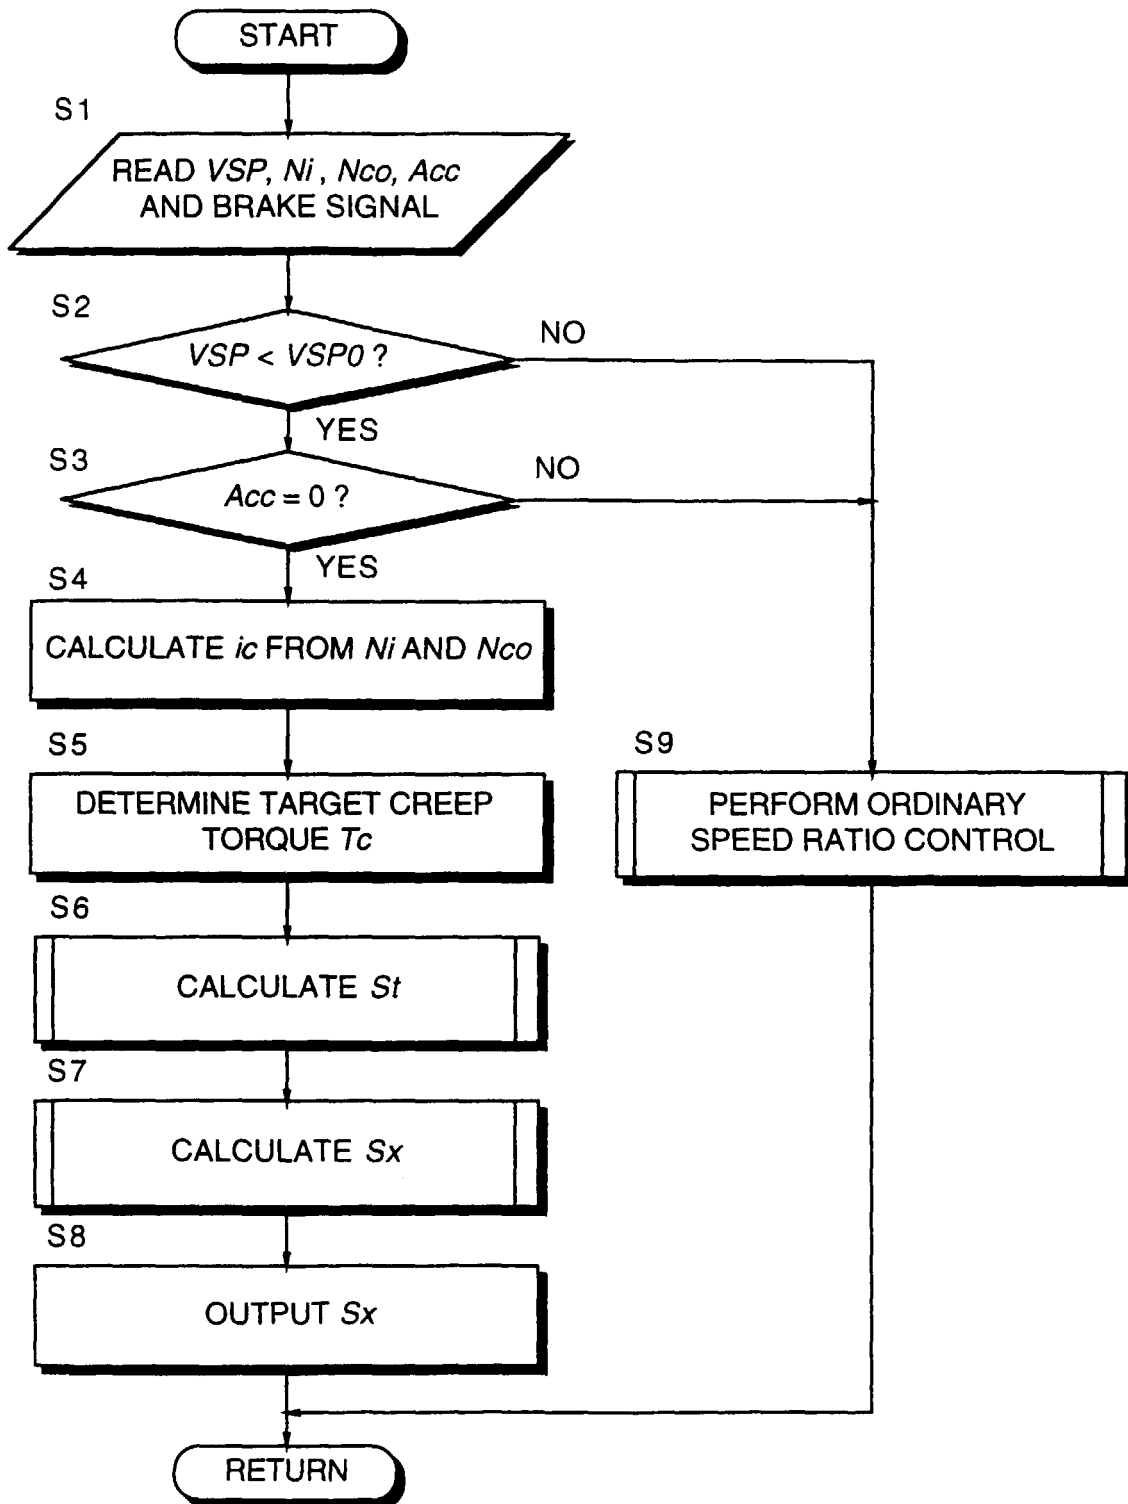 START
S1
READ VSP, Ni , Nco, Acc
AND BRAKE SIGNAL
S2
VSP < VSP0 ?
NO
YES
S3
Acc = 0 ?
NO
YES
S4
CALCULATE ic FROM Ni AND Nco
S5
DETERMINE TARGET CREEP
TORQUE Tc
S9
PERFORM ORDINARY
SPEED RATIO CONTROL
S6
CALCULATE St
S7
CALCULATE Sx
S8
OUTPUT Sx
RETURN